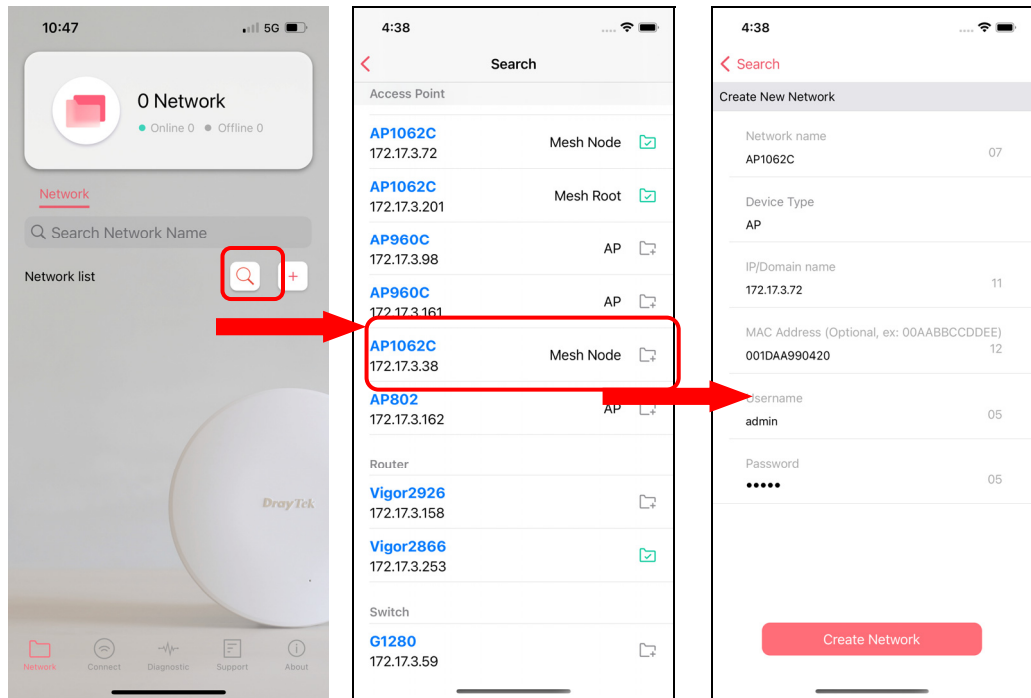 10:47
5G
0 Network
Online 0 Offline 0
Network
Search Network Name
Network list
+
DrayTek
Network Connect Diagnostic Support About
4:38
Search
Access Point
AP1062C
172.17.3.72
Mesh Node
AP1062C
172.17.3.201
Mesh Root
AP960C
172.17.3.98
AP
AP960C
172.17.3.161
AP
AP1062C
172.17.3.38
Mesh Node
AP802
172.17.3.162
AP
Router
Vigor2926
172.17.3.158
Vigor2866
172.17.3.253
Switch
G1280
172.17.3.59
4:38
Search
Create New Network
Network name
AP1062C
07
Device Type
AP
IP/Domain name
172.17.3.72
11
MAC Address (Optional, ex: 00AABBCCDDEE)
001DAA990420
12
Username
admin
05
Password
•••••
05
Create Network